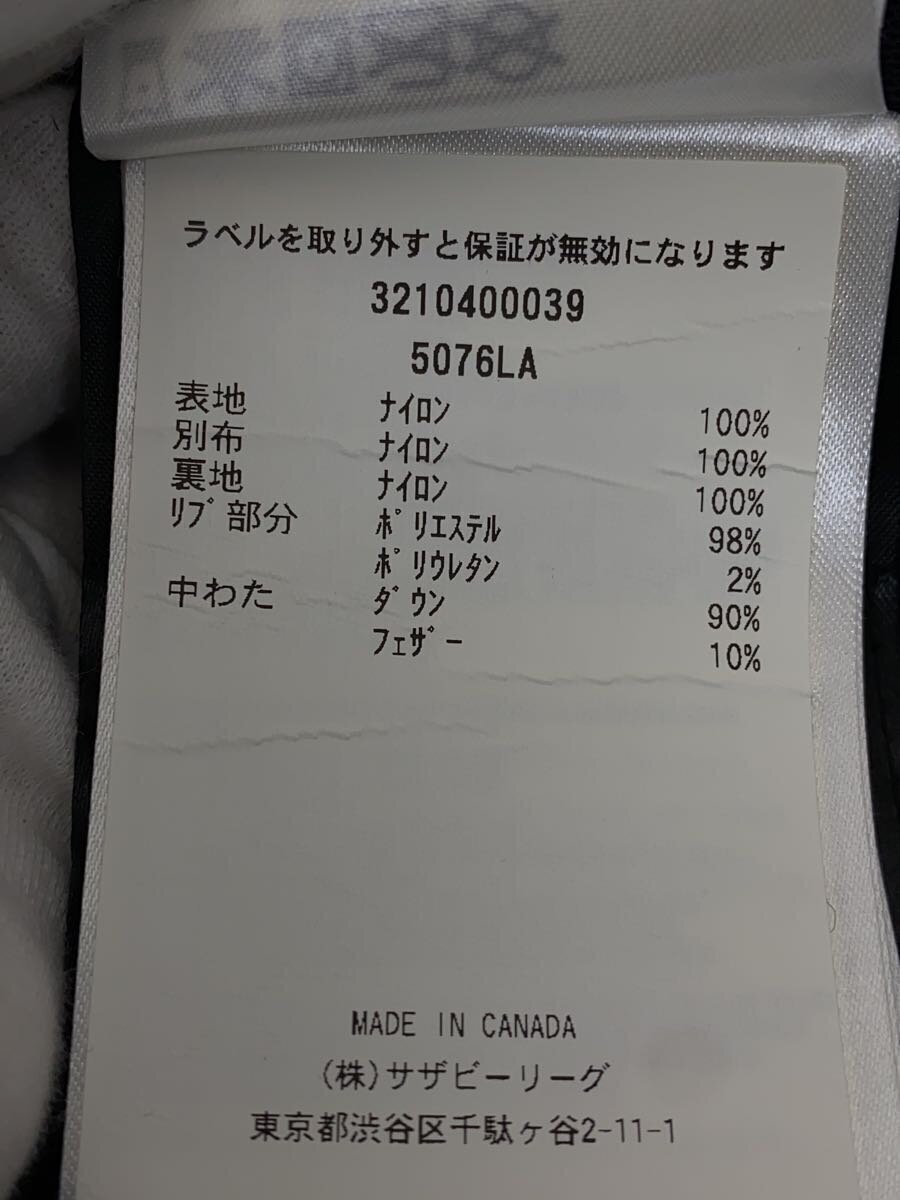 ラベルを取り外すと保証が無効になります
3210400039
5076LA
表地 ﾅｲﾛﾝ 100%
別布 ﾅｲﾛﾝ 100%
裏地 ﾅｲﾛﾝ 100%
ﾘﾌﾞ部分 ﾎﾟﾘｴｽﾃﾙ 98%
ﾎﾟﾘｳﾚﾀﾝ 2%
中わた ﾀﾞｳﾝ 90%
ﾌｪｻﾞｰ 10%
MADE IN CANADA
(株)サザビーリーグ
東京都渋谷区千駄ヶ谷2-11-1